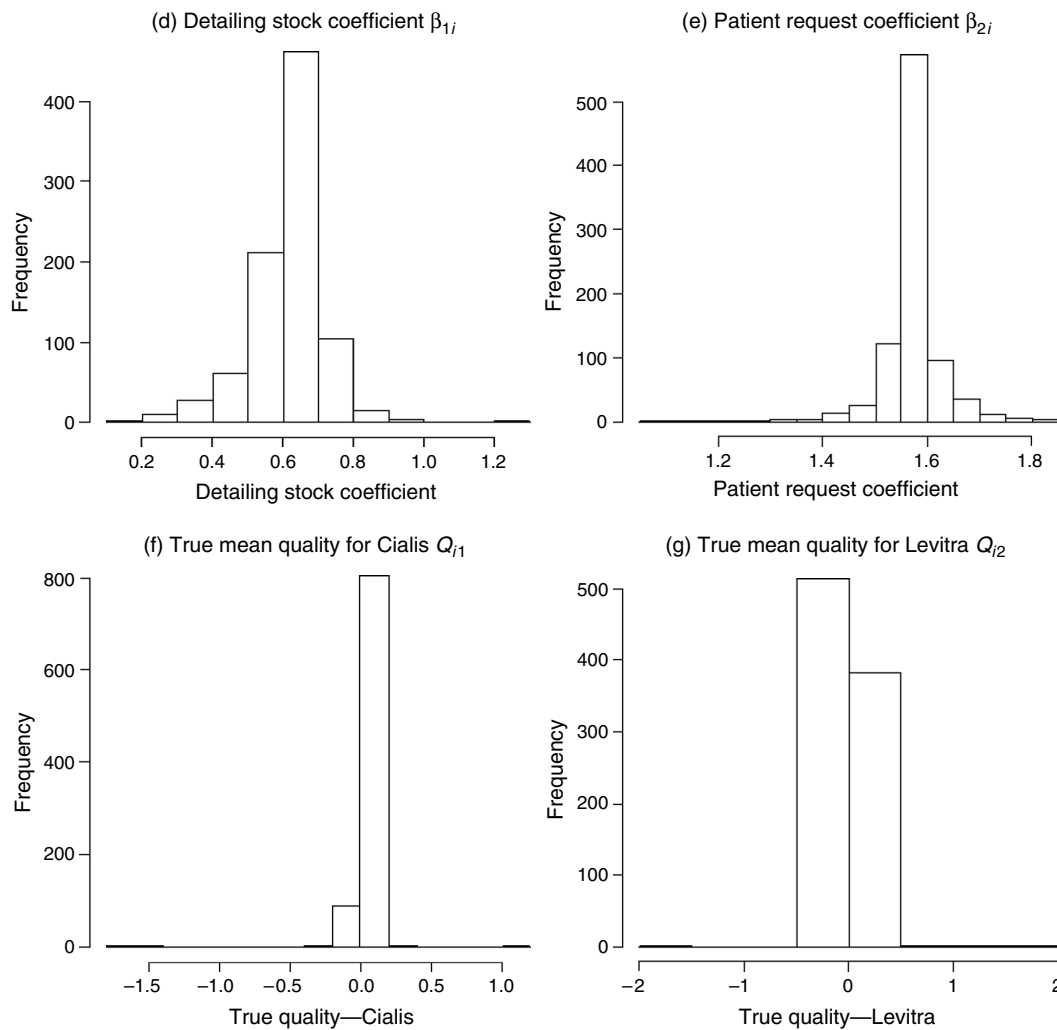 (d) Detailing stock coefficient β1i
Frequency
400
300
200
100
0
0.2 0.4 0.6 0.8 1.0 1.2
Detailing stock coefficient
(e) Patient request coefficient β2i
Frequency
500
400
300
200
100
0
1.2 1.4 1.6 1.8
Patient request coefficient
(f) True mean quality for Cialis Qi1
Frequency
800
600
400
200
0
−1.5 −1.0 −0.5 0.0 0.5 1.0
True quality—Cialis
(g) True mean quality for Levitra Qi2
Frequency
500
400
300
200
100
0
−2 −1 0 1 2
True quality—Levitra